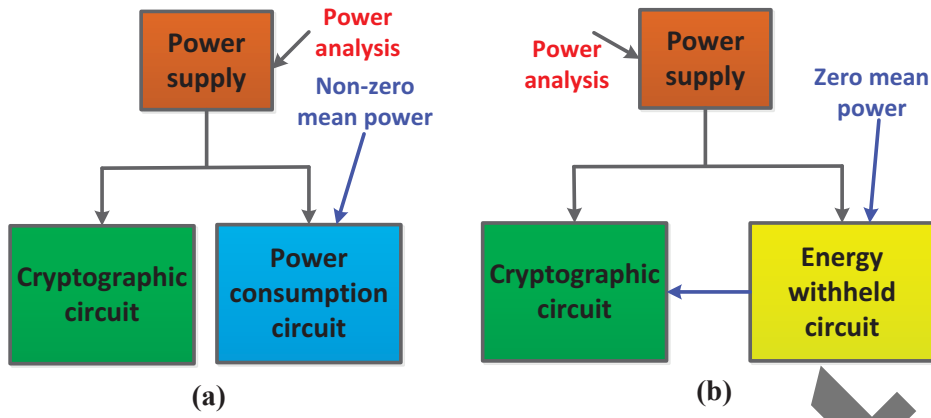 Power
supply
Power
analysis
Non-zero
mean power
Cryptographic
circuit
Power
consumption
circuit
(a)
Power
analysis
Power
supply
Zero mean
power
Cryptographic
circuit
Energy
withheld
circuit
(b)